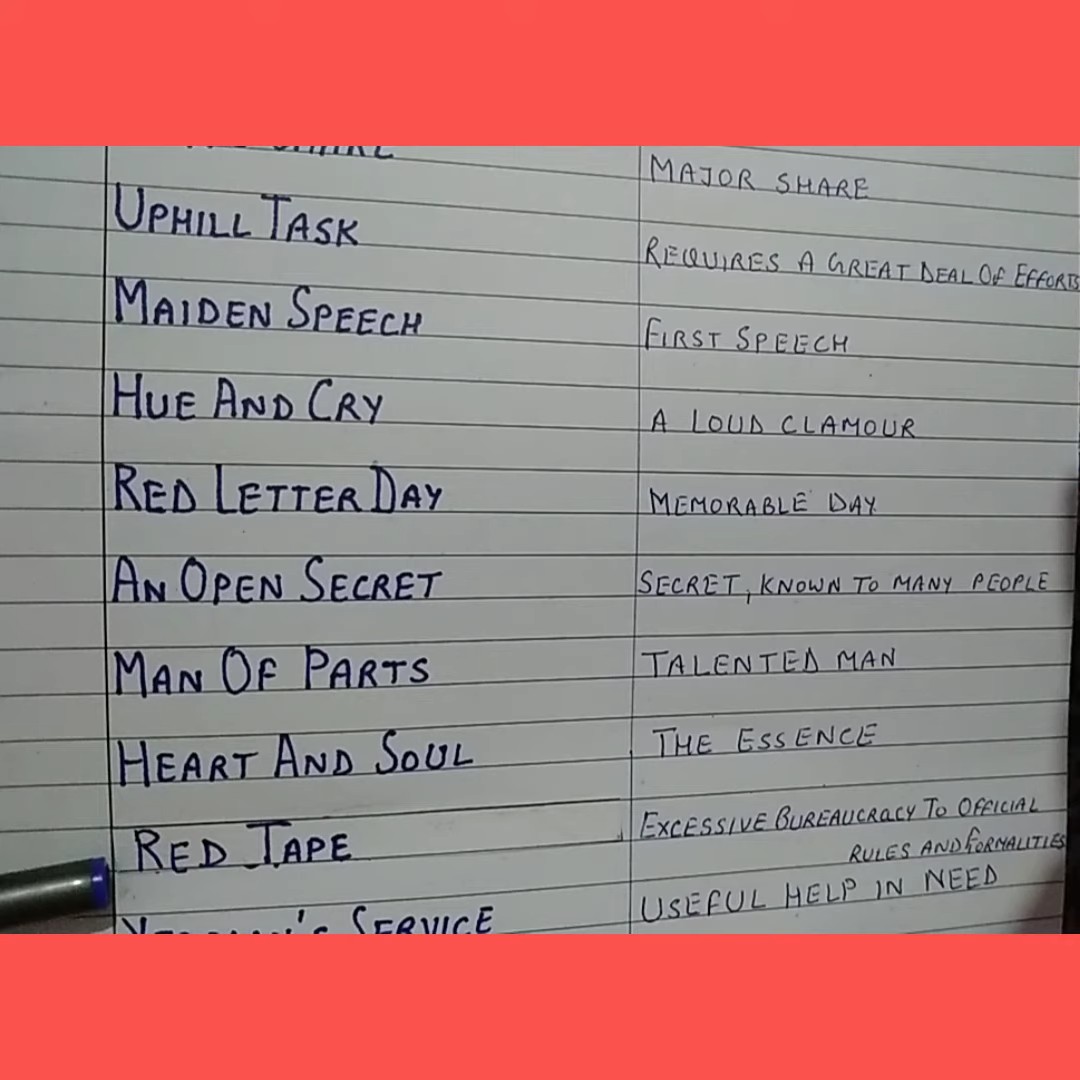 MAJOR SHARE
UPHILL TASK
REQUIRES A GREAT DEAL OF EFFORTS
MAIDEN SPEECH
FIRST SPEECH
HUE AND CRY
A LOUD CLAMOUR
RED LETTER DAY
MEMORABLE DAY
AN OPEN SECRET
SECRET, KNOWN TO MANY PEOPLE
MAN OF PARTS
TALENTED MAN
HEART AND SOUL
THE ESSENCE
RED TAPE
EXCESSIVE BUREAUCRACY TO OFFICIAL
RULES AND FORMALITIES
SERVICE
USEFUL HELP IN NEED